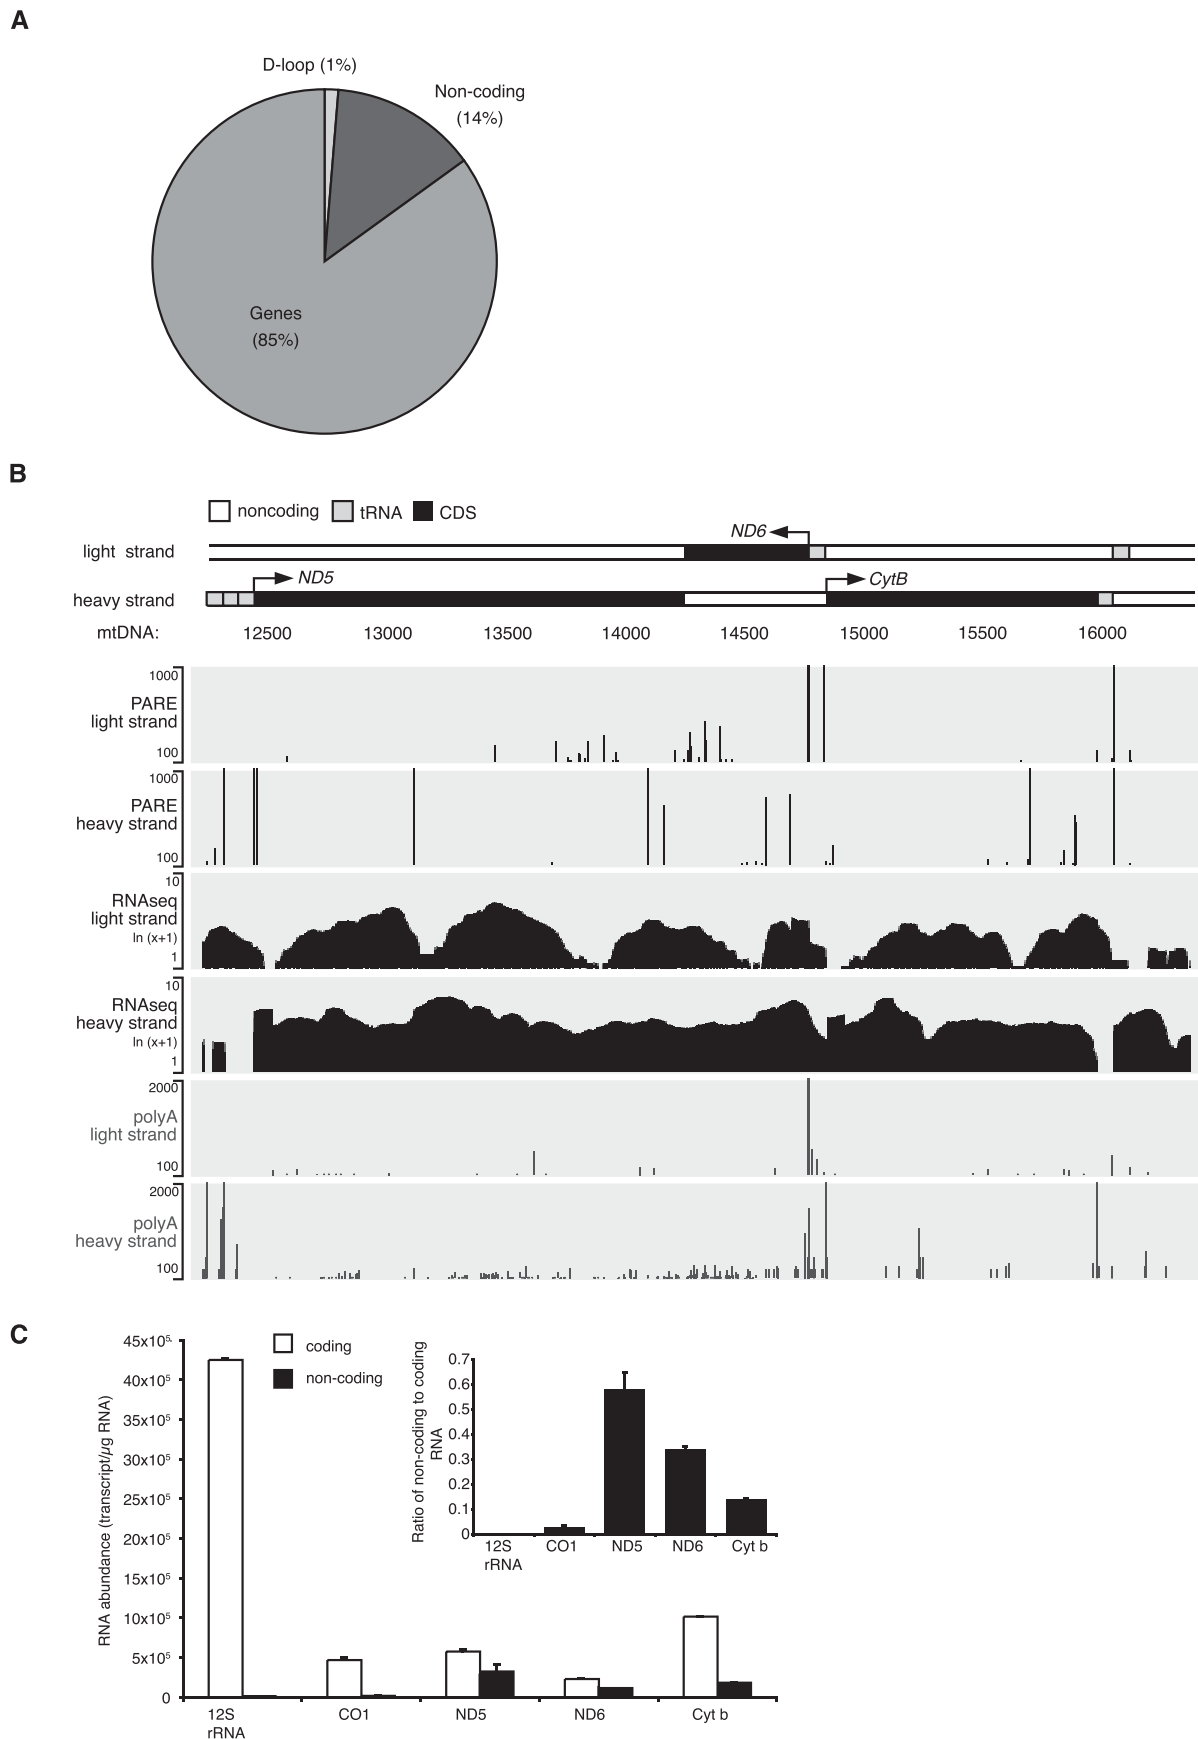 A
D-loop (1%)
Non-coding
(14%)
Genes
(85%)
B
noncoding tRNA CDS
ND6
light strand
ND5 CytB
heavy strand
mtDNA: 12500 13000 13500 14000 14500 15000 15500 16000
1000
PARE
light strand
100
1000
PARE
heavy strand
100
10
RNAseq
light strand
ln (x+1)
1
10
RNAseq
heavy strand
ln (x+1)
1
2000
polyA
light strand
100
2000
polyA
heavy strand
100
C
RNA abundance (transcript/µg RNA)
45x10⁵
40x10⁵
35x10⁵
30x10⁵
25x10⁵
20x10⁵
15x10⁵
10x10⁵
5x10⁵
0
coding
non-coding
Ratio of non-coding to coding
RNA
0.7
0.6
0.5
0.4
0.3
0.2
0.1
0
12S CO1 ND5 ND6 Cyt b
rRNA
12S CO1 ND5 ND6 Cyt b
rRNA